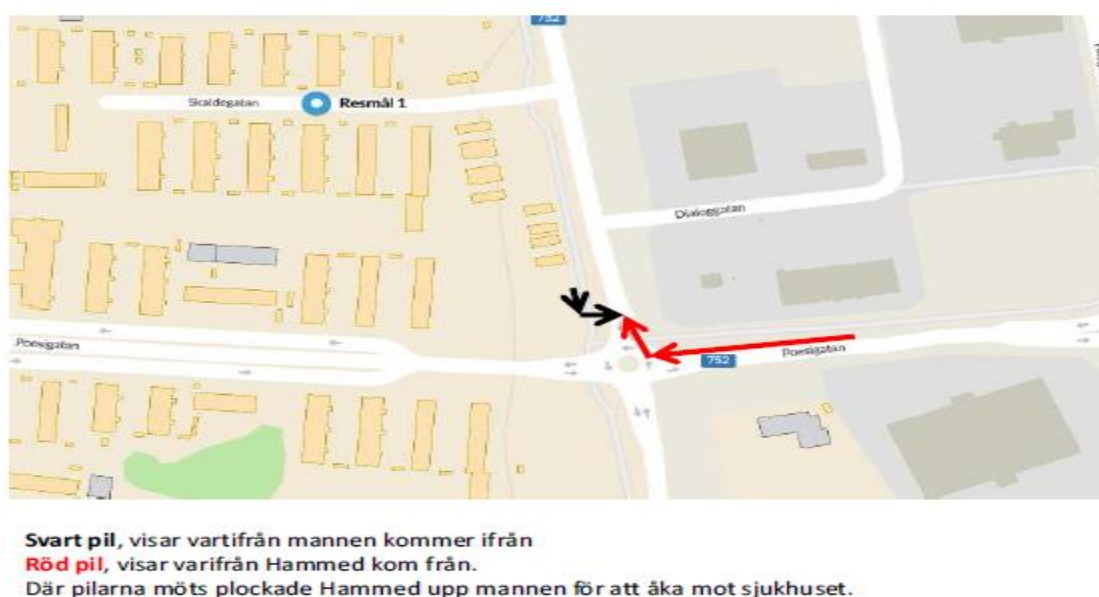 752
Skaldegatan Resmål 1
Dialoggatan
Poesigatan
752 Poesigatan
Svart pil, visar vartifrån mannen kommer ifrån
Röd pil, visar varifrån Hammed kom från.
Där pilarna möts plockade Hammed upp mannen för att åka mot sjukhuset.